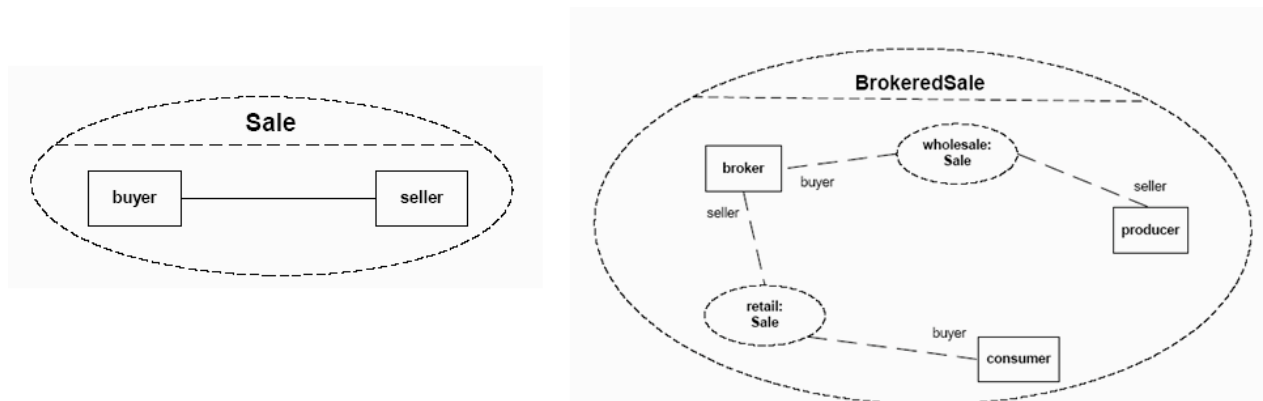 Sale
buyer
seller
BrokeredSale
broker
buyer
wholesale:
Sale
seller
producer
seller
retail:
Sale
buyer
consumer